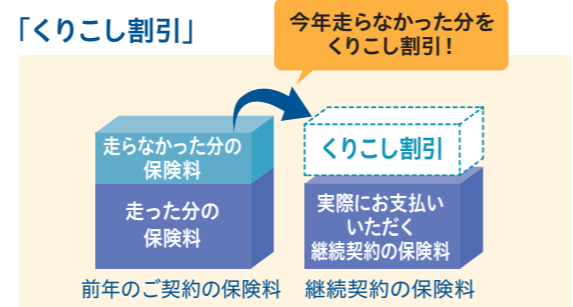 「くりこし割引」
今年走らなかった分を
くりこし割引！
走らなかった分の
保険料
走った分の
保険料
前年のご契約の保険料
くりこし割引
実際にお支払い
いただく
継続契約の保険料
継続契約の保険料